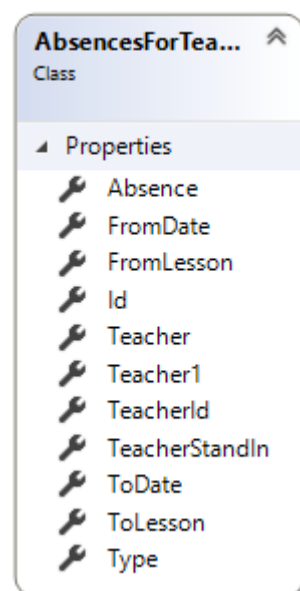 AbsencesForTea...
Class
Properties
Absence
FromDate
FromLesson
Id
Teacher
Teacher1
TeacherId
TeacherStandIn
ToDate
ToLesson
Type